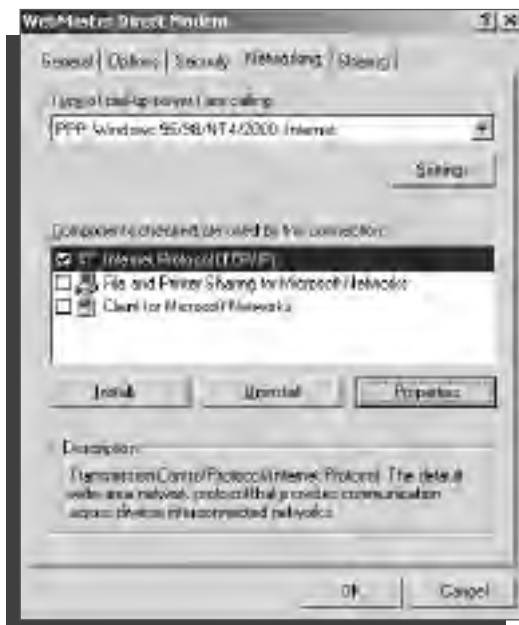 WebMaster Direct Modem
General Options Security Networking Sharing
Type of dial-up server I am calling:
PPP: Windows 95/98/NT4/2000, Internet
Settings
Components checked are used by this connection:
Internet Protocol (TCP/IP)
File and Printer Sharing for Microsoft Networks
Client for Microsoft Networks
Install Uninstall Properties
Description
Transmission Control Protocol/Internet Protocol. The default
wide area network protocol that provides communication
across diverse interconnected networks.
OK Cancel